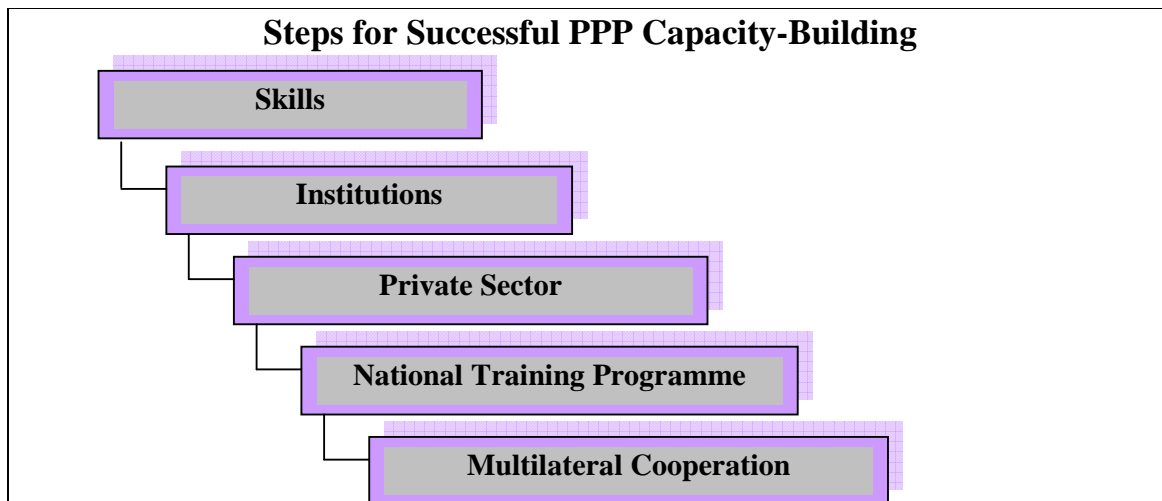 Steps for Successful PPP Capacity-Building
Skills
Institutions
Private Sector
National Training Programme
Multilateral Cooperation